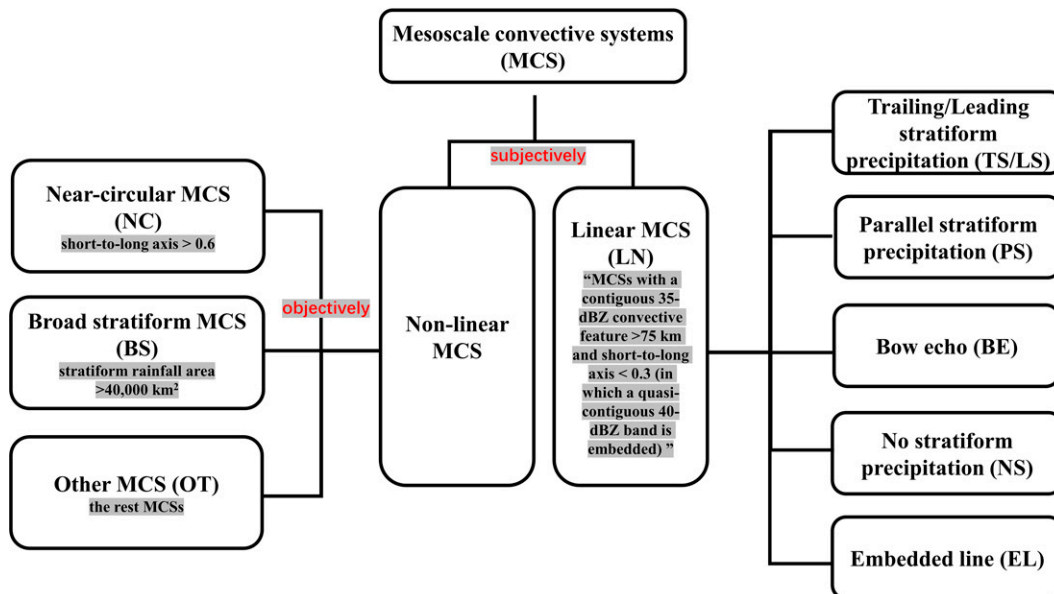 Mesoscale convective systems
(MCS)
subjectively
Near-circular MCS
(NC)
short-to-long axis > 0.6
Broad stratiform MCS
(BS)
stratiform rainfall area
>40,000 km²
Other MCS (OT)
the rest MCSs
objectively
Non-linear
MCS
Linear MCS
(LN)
“MCSs with a
contiguous 35-
dBZ convective
feature >75 km
and short-to-long
axis < 0.3 (in
which a quasi-
contiguous 40-
dBZ band is
embedded) ”
Trailing/Leading
stratiform
precipitation (TS/LS)
Parallel stratiform
precipitation (PS)
Bow echo (BE)
No stratiform
precipitation (NS)
Embedded line (EL)